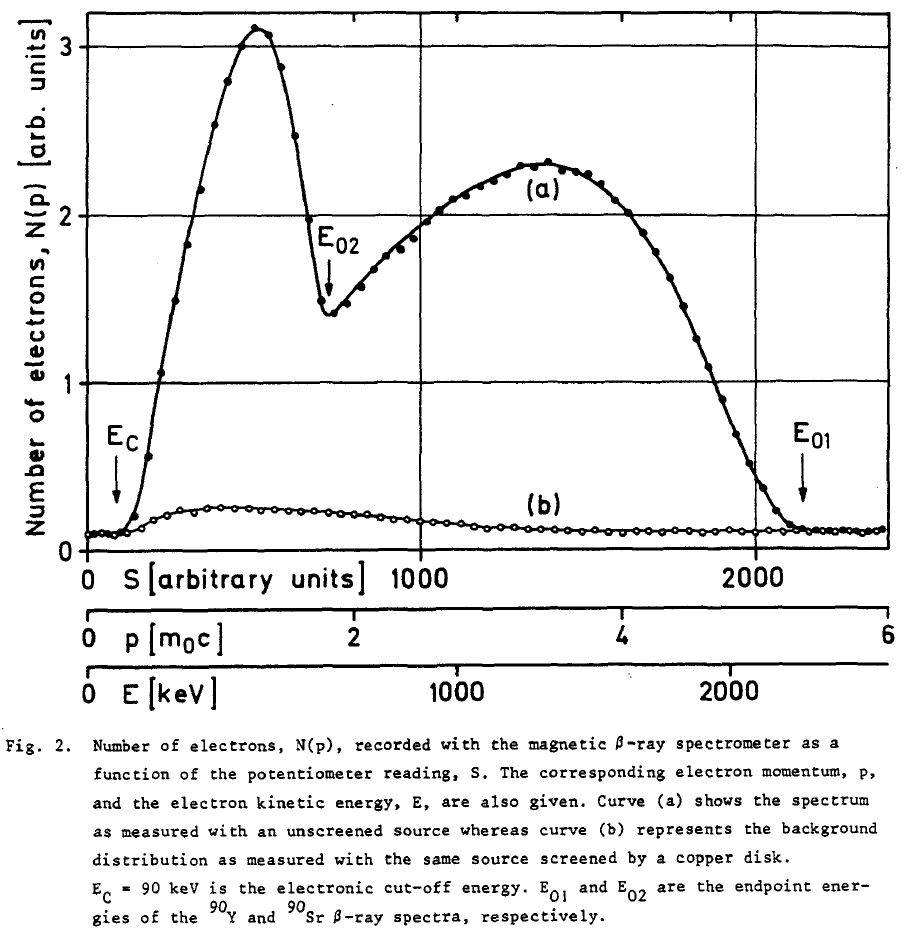 Number of electrons, N(p) [arb. units]
3
2
1
0
(a)
E02
EC
E01
(b)
0 S [arbitrary units] 1000 2000
0 p [m0c] 2 4 6
0 E [keV] 1000 2000
Fig. 2. Number of electrons, N(p), recorded with the magnetic β-ray spectrometer as a
function of the potentiometer reading, S. The corresponding electron momentum, p,
and the electron kinetic energy, E, are also given. Curve (a) shows the spectrum
as measured with an unscreened source whereas curve (b) represents the background
distribution as measured with the same source screened by a copper disk.
EC = 90 keV is the electronic cut-off energy. E01 and E02 are the endpoint ener-
gies of the 90Y and 90Sr β-ray spectra, respectively.